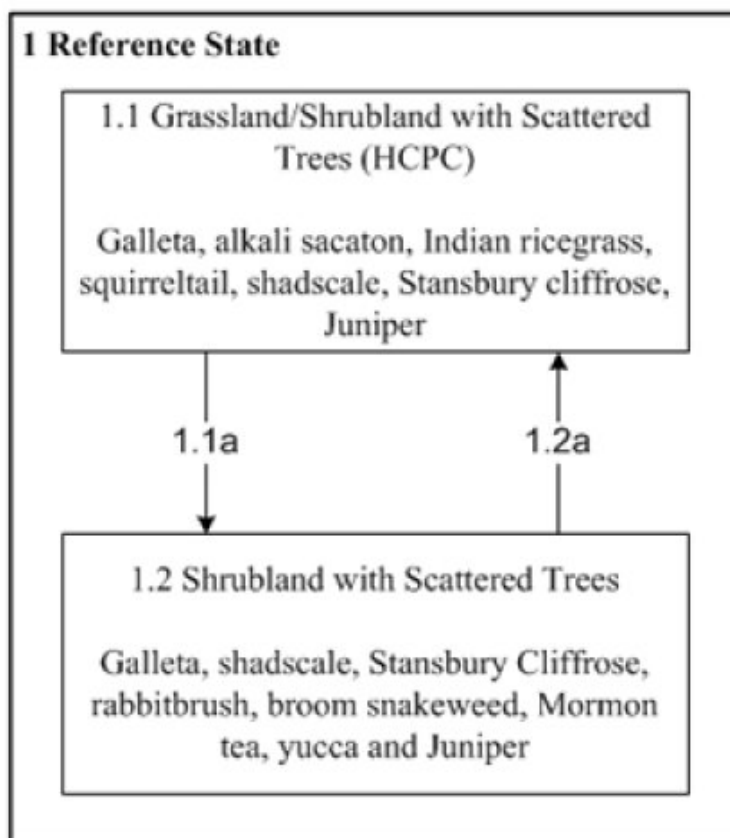 1 Reference State
1.1 Grassland/Shrubland with Scattered
Trees (HCPC)
Galleta, alkali sacaton, Indian ricegrass,
squirreltail, shadscale, Stansbury cliffrose,
Juniper
1.1a
1.2a
1.2 Shrubland with Scattered Trees
Galleta, shadscale, Stansbury Cliffrose,
rabbitbrush, broom snakeweed, Mormon
tea, yucca and Juniper